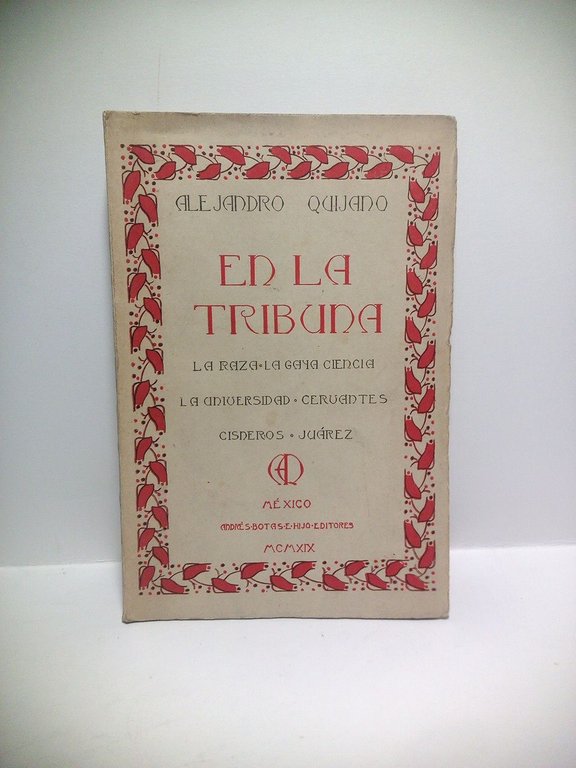 ALEJANDRO QUIJANO
EN LA
TRIBUNA
LA RAZA • LA GAYA CIENCIA
LA UNIVERSIDAD • CERVANTES
CISNEROS • JUÁREZ
AQ
MÉXICO
ANDRÉS • BOTAS • E • HIJO • EDITORES
MCMXIX